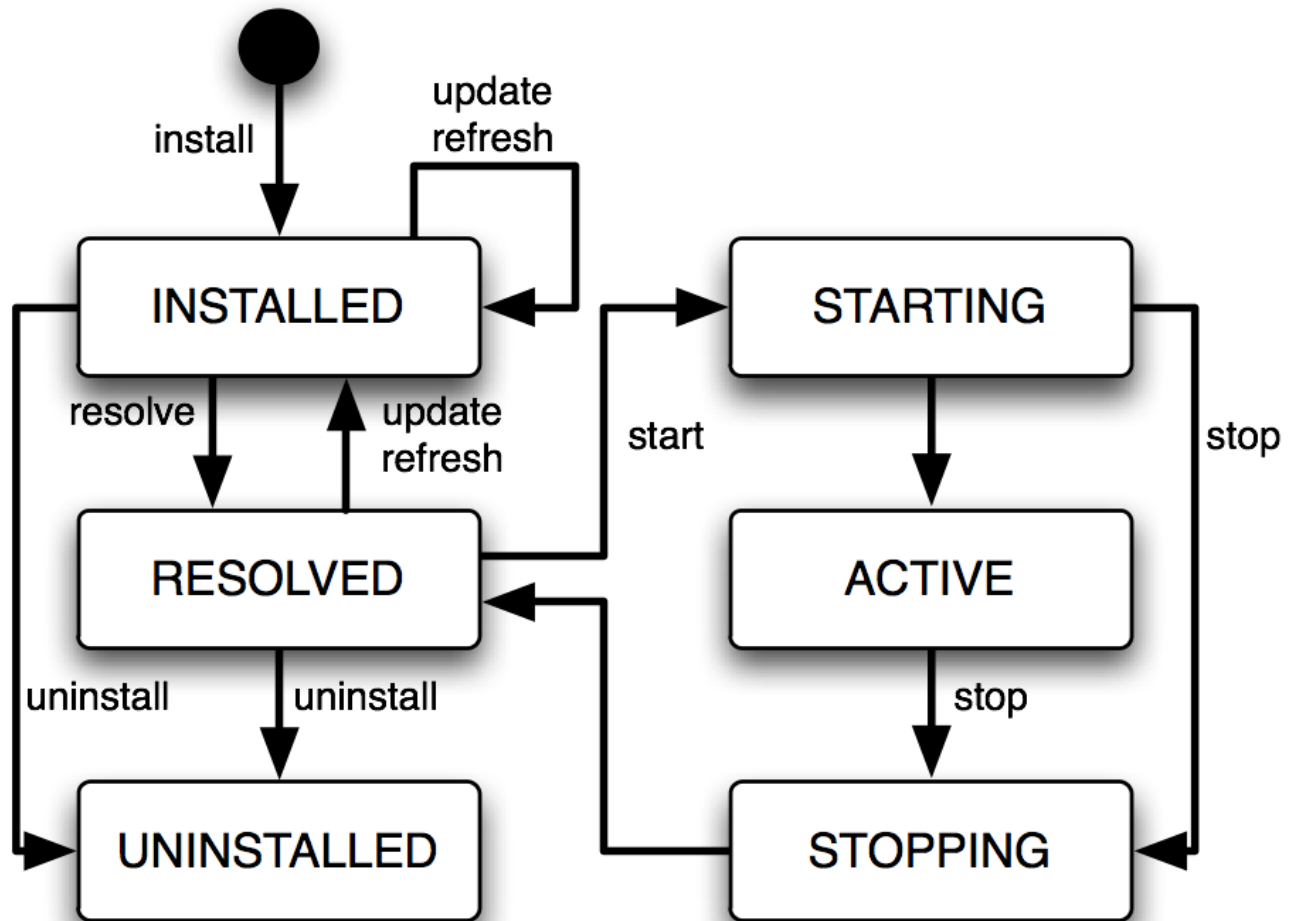 update
refresh
install
INSTALLED
STARTING
resolve
update
refresh
start
stop
RESOLVED
ACTIVE
uninstall
uninstall
stop
UNINSTALLED
STOPPING